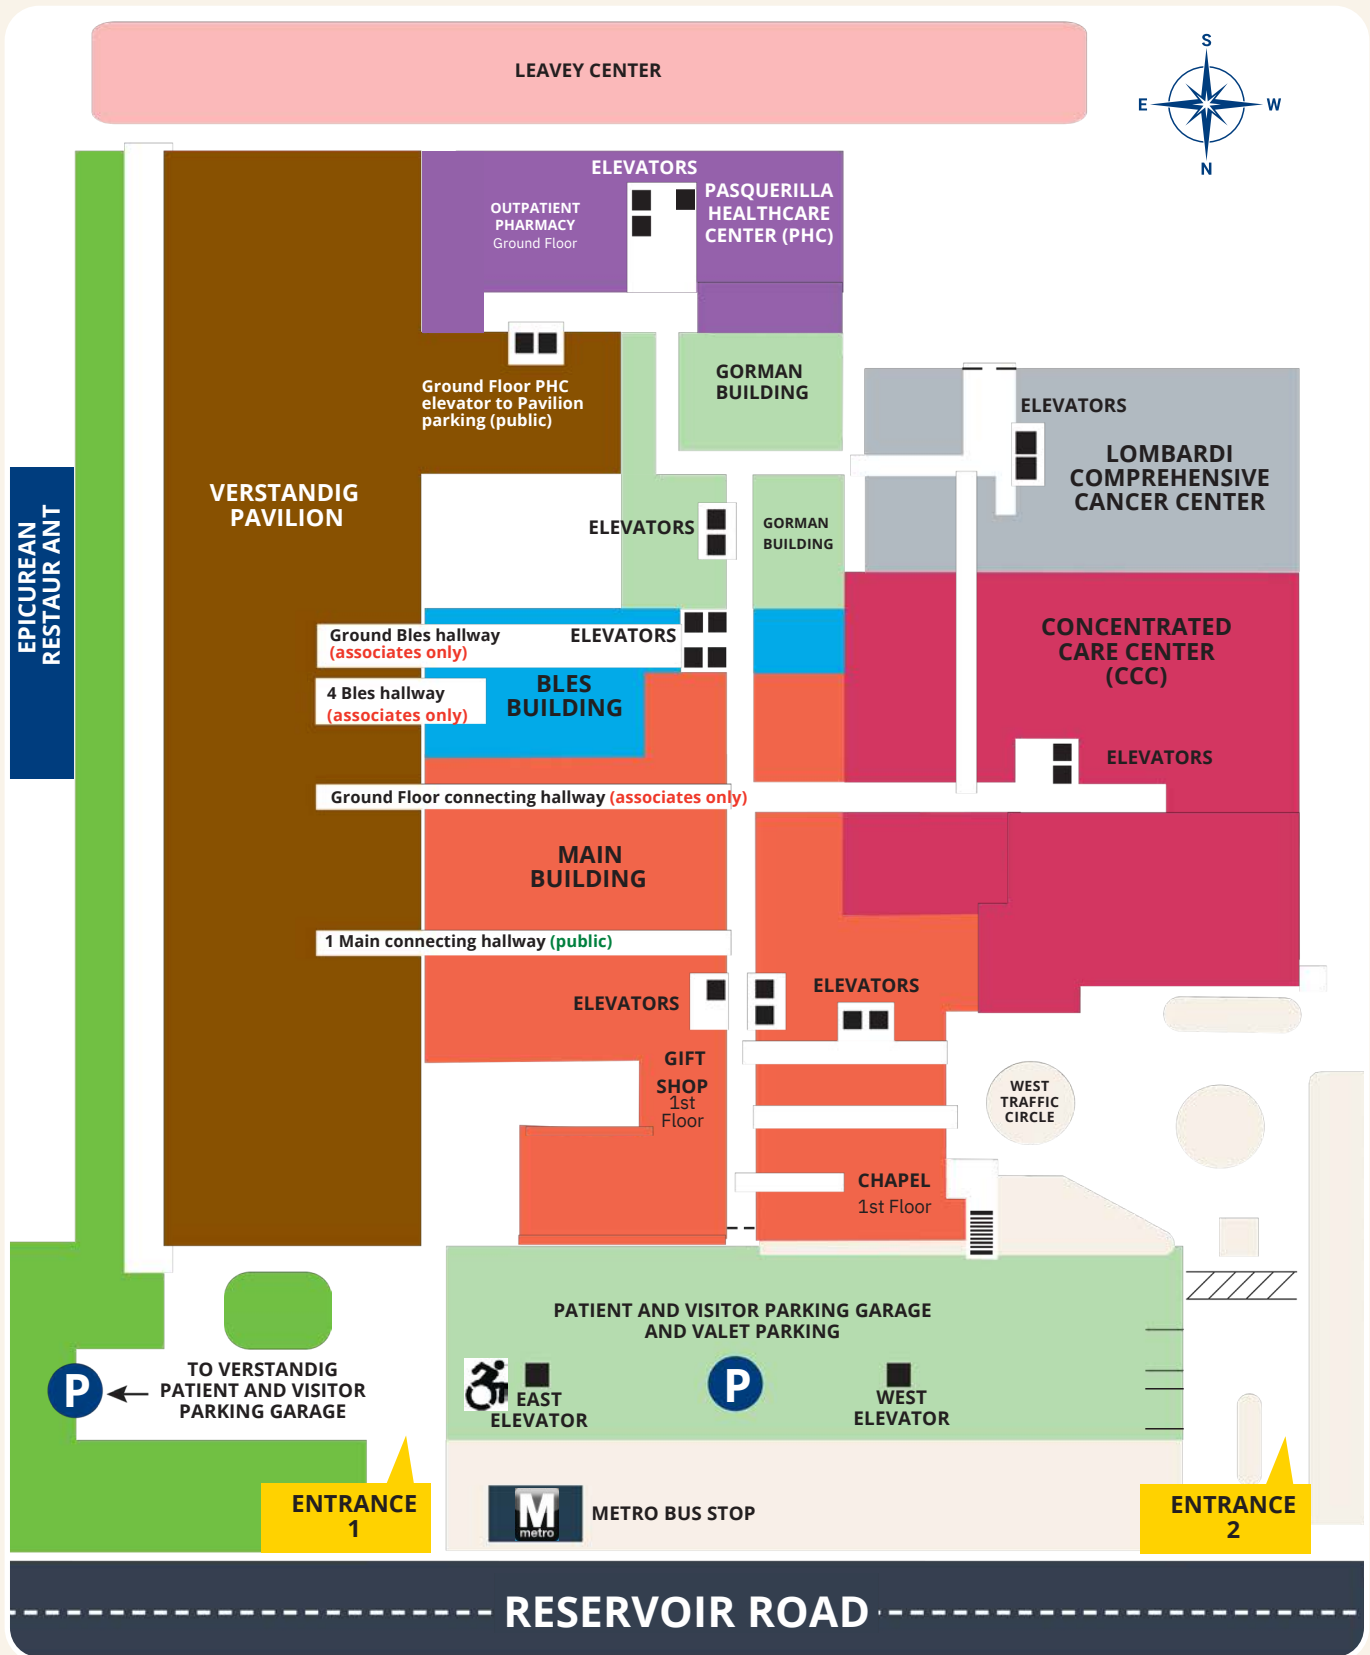 LEAVEY CENTER
S
E
W
N
ELEVATORS
OUTPATIENT
PHARMACY
Ground Floor
PASQUERILLA
HEALTHCARE
CENTER (PHC)
Ground Floor PHC
elevator to Pavilion
parking (public)
GORMAN
BUILDING
ELEVATORS
LOMBARDI
COMPREHENSIVE
CANCER CENTER
VERSTANDIG
PAVILION
EPICUREAN
RESTAUR ANT
ELEVATORS
GORMAN
BUILDING
Ground Bles hallway
(associates only)
ELEVATORS
4 Bles hallway
(associates only)
BLES
BUILDING
CONCENTRATED
CARE CENTER
(CCC)
ELEVATORS
Ground Floor connecting hallway (associates only)
MAIN
BUILDING
1 Main connecting hallway (public)
ELEVATORS
ELEVATORS
GIFT
SHOP
1st
Floor
WEST
TRAFFIC
CIRCLE
CHAPEL
1st Floor
PATIENT AND VISITOR PARKING GARAGE
AND VALET PARKING
P
TO VERSTANDIG
PATIENT AND VISITOR
PARKING GARAGE
EAST
ELEVATOR
P
WEST
ELEVATOR
ENTRANCE
1
M
metro
METRO BUS STOP
ENTRANCE
2
RESERVOIR ROAD